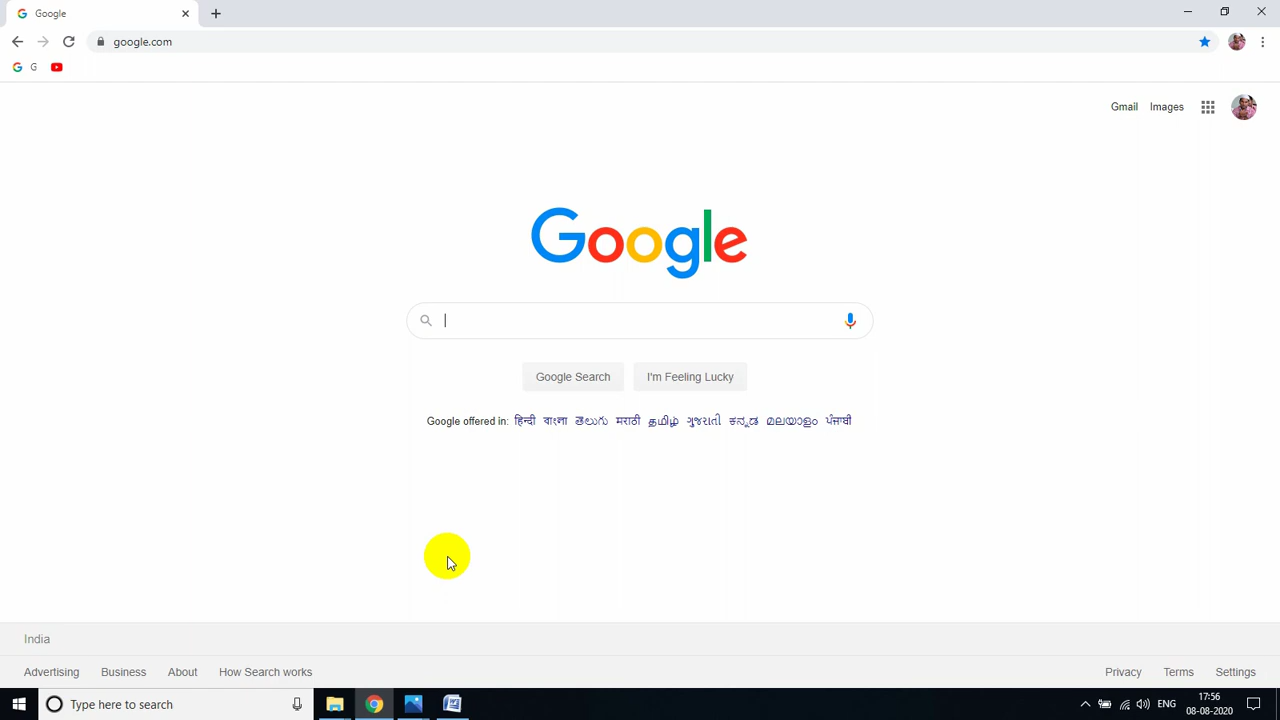 Google
google.com
G
Gmail Images
Google
Google Search I'm Feeling Lucky
Google offered in: हिन्दी বাংলা తెలుగు मराठी தமிழ் ગુજરાતી ಕನ್ನಡ മലയാളം ਪੰਜਾਬੀ
India
Advertising Business About How Search works Privacy Terms Settings
Type here to search ENG 17:56
08-08-2020